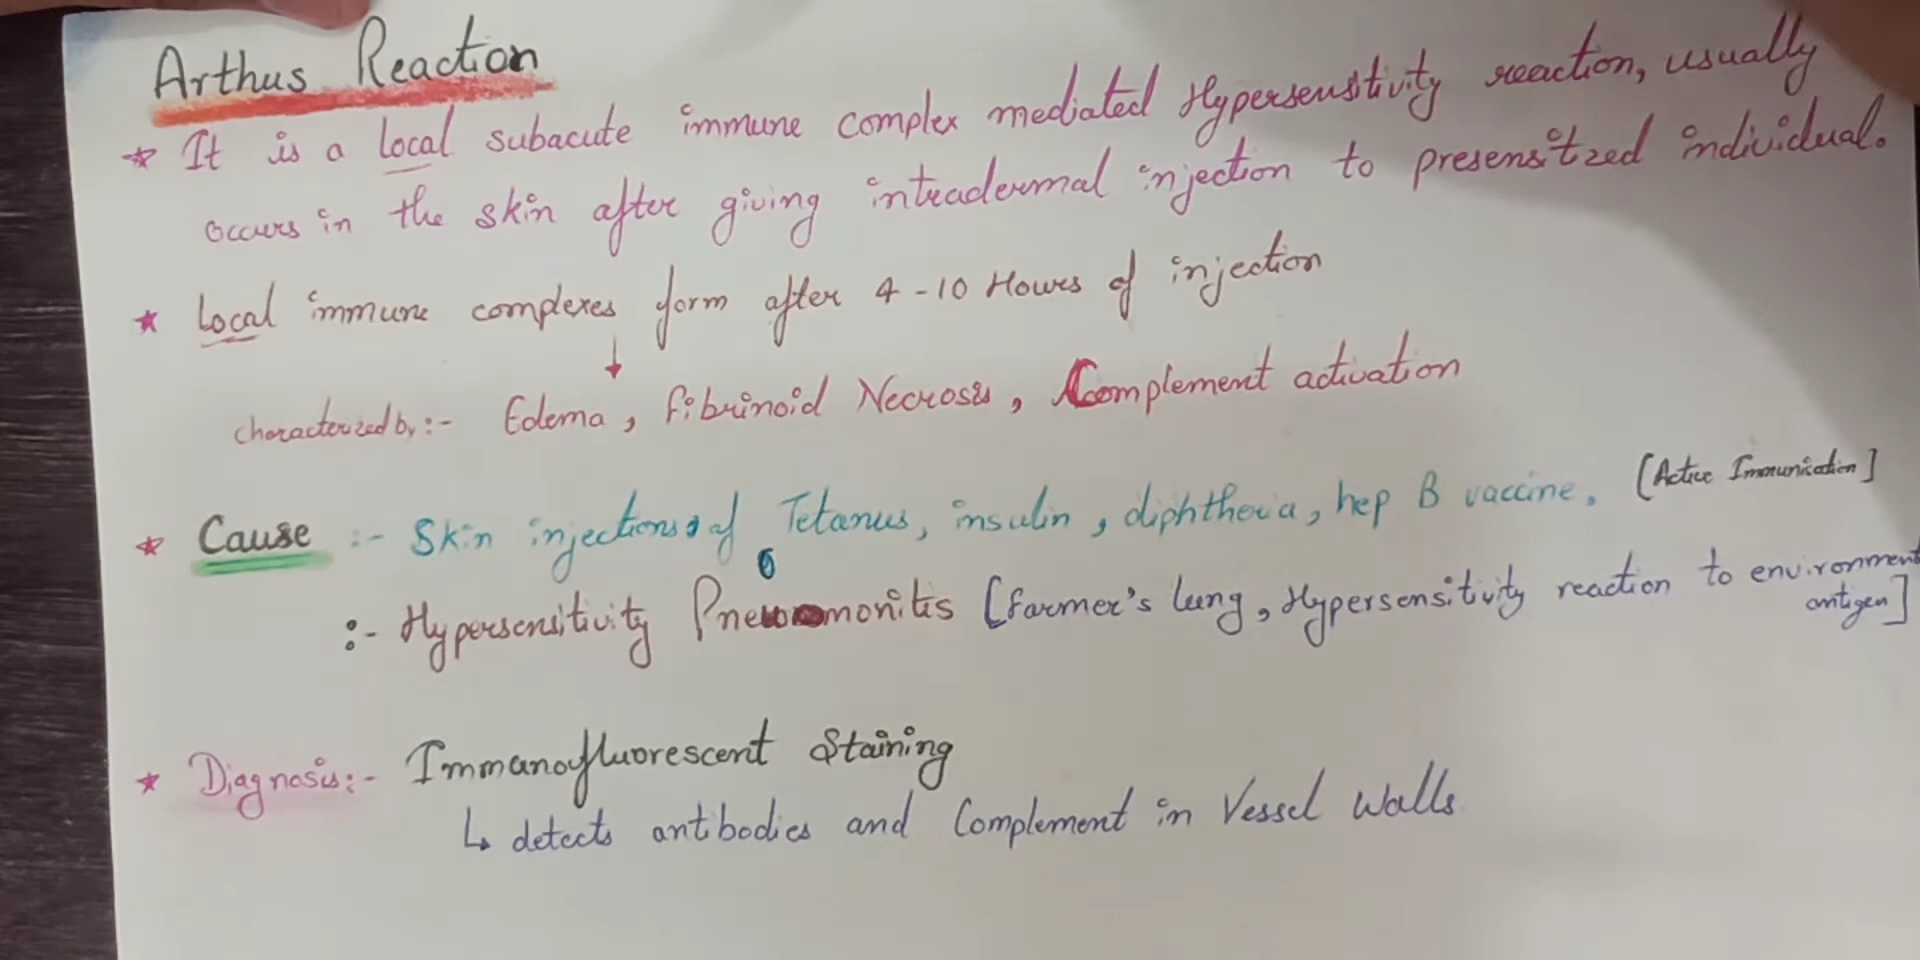 Arthus Reaction
It is a local subacute immune complex mediated Hypersensitivity reaction, usually
occurs in the skin after giving intradermal injection to presensitized individual.
Local immune complexes form after 4-10 Hours of injection
↓
characterized by :- Edema, Fibrinoid Necrosis, Complement activation
Cause :- Skin injections of Tetanus, insulin, diphtheria, hep B vaccine. [Active Immunisation]
:- Hypersensitivity Pneumonitis [Farmer's lung, Hypersensitivity reaction to environment
antigen]
Diagnosis:- Immunofluorescent Staining
↳ detects antibodies and Complement in Vessel Walls